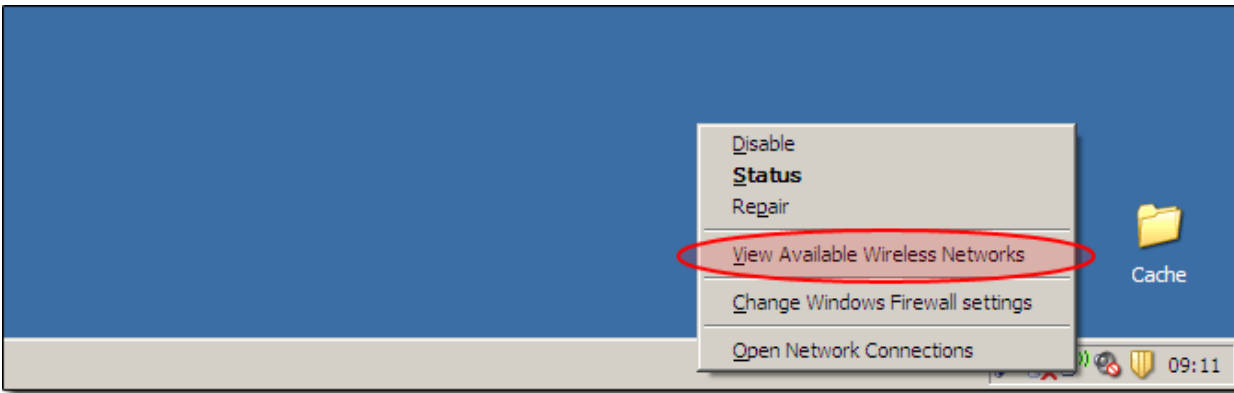 Disable
Status
Repair
View Available Wireless Networks
Change Windows Firewall settings
Open Network Connections
Cache
09:11